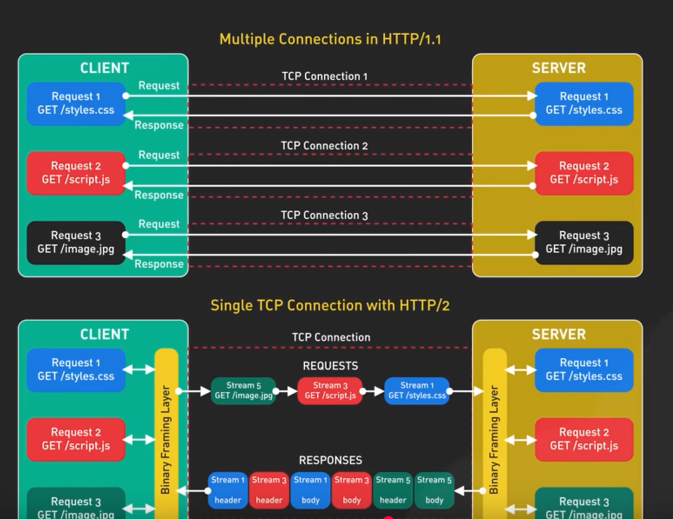 Multiple Connections in HTTP/1.1
CLIENT
SERVER
TCP Connection 1
Request
Request 1
GET /styles.css
Request 1
GET /styles.css
Response
TCP Connection 2
Request
Request 2
GET /script.js
Request 2
GET /script.js
Response
TCP Connection 3
Request
Request 3
GET /image.jpg
Request 3
GET /image.jpg
Response
Single TCP Connection with HTTP/2
CLIENT
SERVER
TCP Connection
Request 1
GET /styles.css
Request 2
GET /script.js
Request 3
GET /image.jpg
Binary Framing Layer
REQUESTS
Stream 5
GET /image.jpg
Stream 3
GET /script.js
Stream 1
GET /styles.css
RESPONSES
Stream 1
header
Stream 3
header
Stream 1
body
Stream 3
body
Stream 5
header
Stream 5
body
Binary Framing Layer
Request 1
GET /styles.css
Request 2
GET /script.js
Request 3
GET /image.jpg